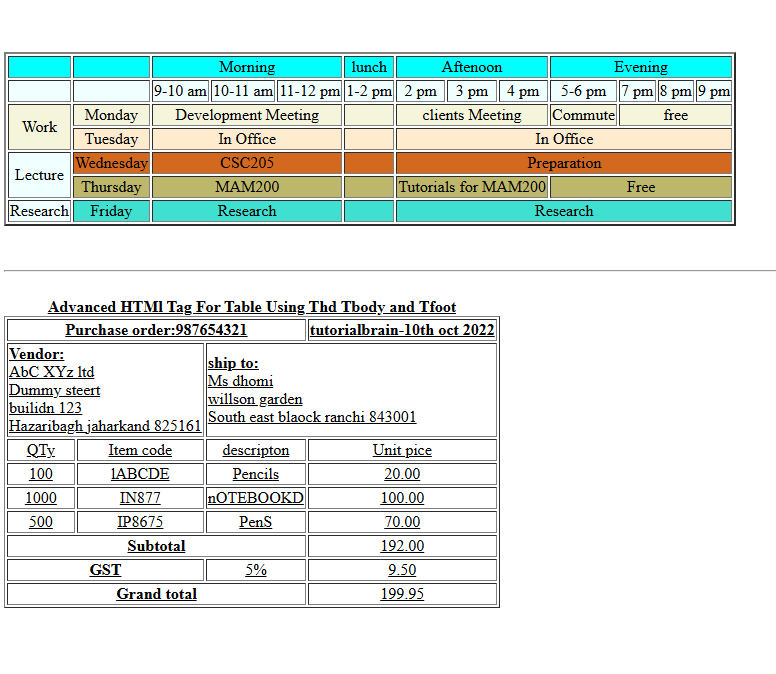 Morning lunch Aftenoon Evening
9-10 am 10-11 am 11-12 pm 1-2 pm 2 pm 3 pm 4 pm 5-6 pm 7 pm 8 pm 9 pm
Work Monday Development Meeting clients Meeting Commute free
Tuesday In Office In Office
Lecture Wednesday CSC205 Preparation
Thursday MAM200 Tutorials for MAM200 Free
Research Friday Research Research
Advanced HTMl Tag For Table Using Thd Tbody and Tfoot
Purchase order:987654321 tutorialbrain-10th oct 2022
Vendor:
AbC XYz ltd
Dummy steert
builidn 123
Hazaribagh jaharkand 825161
ship to:
Ms dhomi
willson garden
South east blaock ranchi 843001
QTy Item code descripton Unit pice
100 lABCDE Pencils 20.00
1000 IN877 nOTEBOOKD 100.00
500 IP8675 PenS 70.00
Subtotal 192.00
GST 5% 9.50
Grand total 199.95